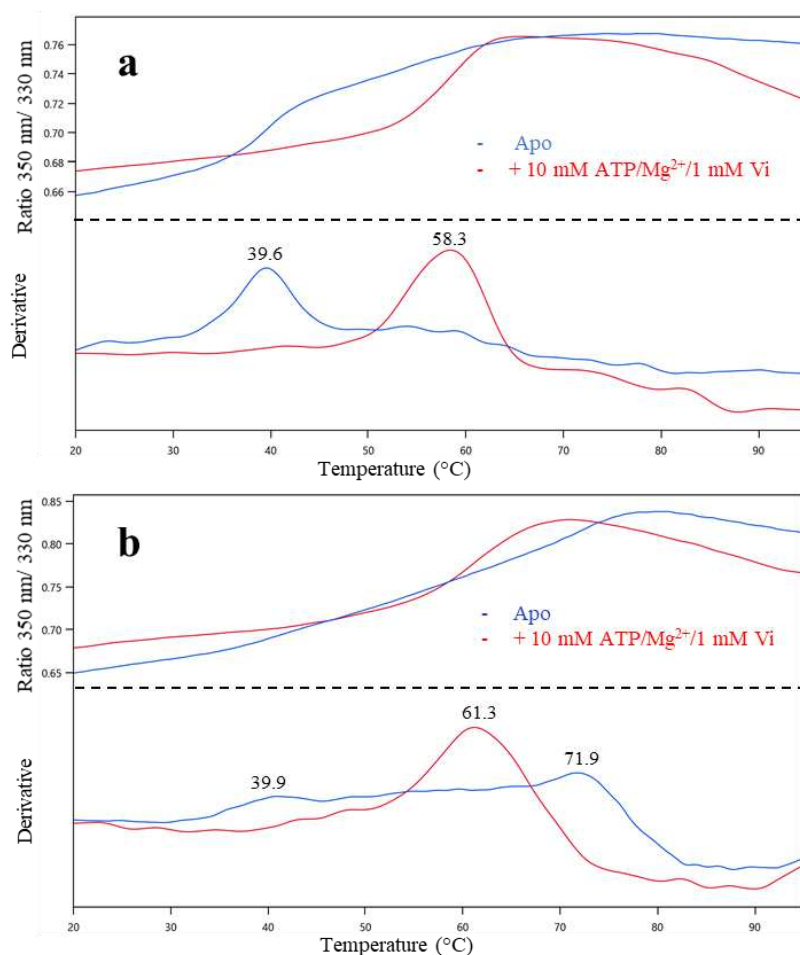 a
Ratio 350 nm/ 330 nm
0.76
0.74
0.72
0.70
0.68
0.66
- Apo
- + 10 mM ATP/Mg²⁺/1 mM Vi
Derivative
39.6
58.3
20 30 40 50 60 70 80 90
Temperature (°C)
b
Ratio 350 nm/ 330 nm
0.85
0.80
0.75
0.70
0.65
- Apo
- + 10 mM ATP/Mg²⁺/1 mM Vi
Derivative
39.9
61.3
71.9
20 30 40 50 60 70 80 90
Temperature (°C)